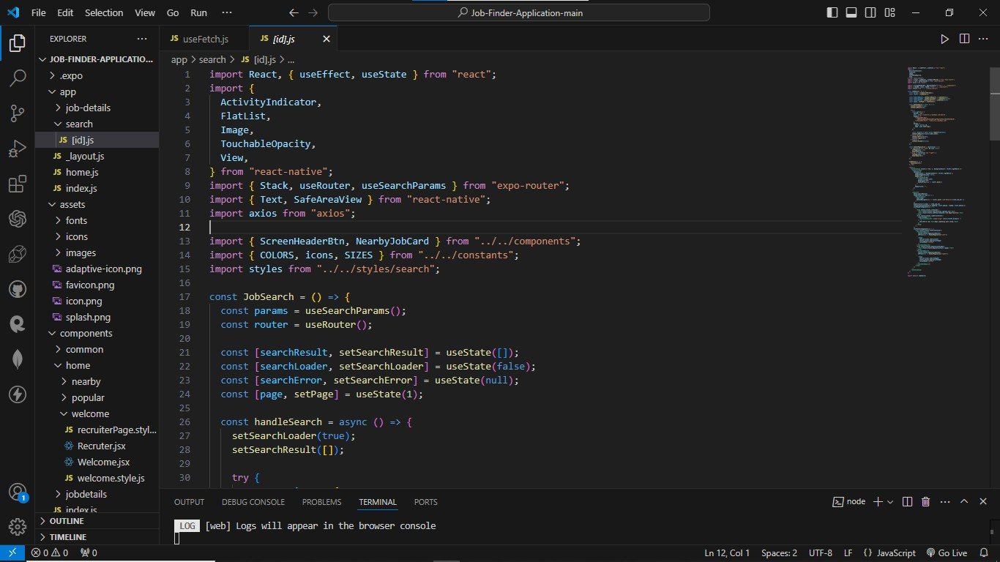 File Edit Selection View Go Run ··· Job-Finder-Application-main
EXPLORER ···
JOB-FINDER-APPLICATIO...
.expo
app
job-details
search
JS [id].js
JS _layout.js
JS home.js
JS index.js
assets
fonts
icons
images
adaptive-icon.png
favicon.png
icon.png
splash.png
components
common
home
nearby
popular
welcome
JS recruiterPage.styl...
Recruter.jsx
Welcome.jsx
JS welcome.style.js
jobdetails
JS index.js
OUTLINE
TIMELINE
JS useFetch.js JS [id].js
app > search > JS [id].js > ...
1 import React, { useEffect, useState } from "react";
2 import {
3 ActivityIndicator,
4 FlatList,
5 Image,
6 TouchableOpacity,
7 View,
8 } from "react-native";
9 import { Stack, useRouter, useSearchParams } from "expo-router";
10 import { Text, SafeAreaView } from "react-native";
11 import axios from "axios";
12
13 import { ScreenHeaderBtn, NearbyJobCard } from "../../components";
14 import { COLORS, icons, SIZES } from "../../constants";
15 import styles from "../../styles/search";
16
17 const JobSearch = () => {
18 const params = useSearchParams();
19 const router = useRouter();
20
21 const [searchResult, setSearchResult] = useState([]);
22 const [searchLoader, setSearchLoader] = useState(false);
23 const [searchError, setSearchError] = useState(null);
24 const [page, setPage] = useState(1);
25
26 const handleSearch = async () => {
27 setSearchLoader(true);
28 setSearchResult([]);
29
30 try {
OUTPUT DEBUG CONSOLE PROBLEMS TERMINAL PORTS node
LOG [web] Logs will appear in the browser console
1
0 0 0 Ln 12, Col 1 Spaces: 2 UTF-8 LF {} JavaScript Go Live